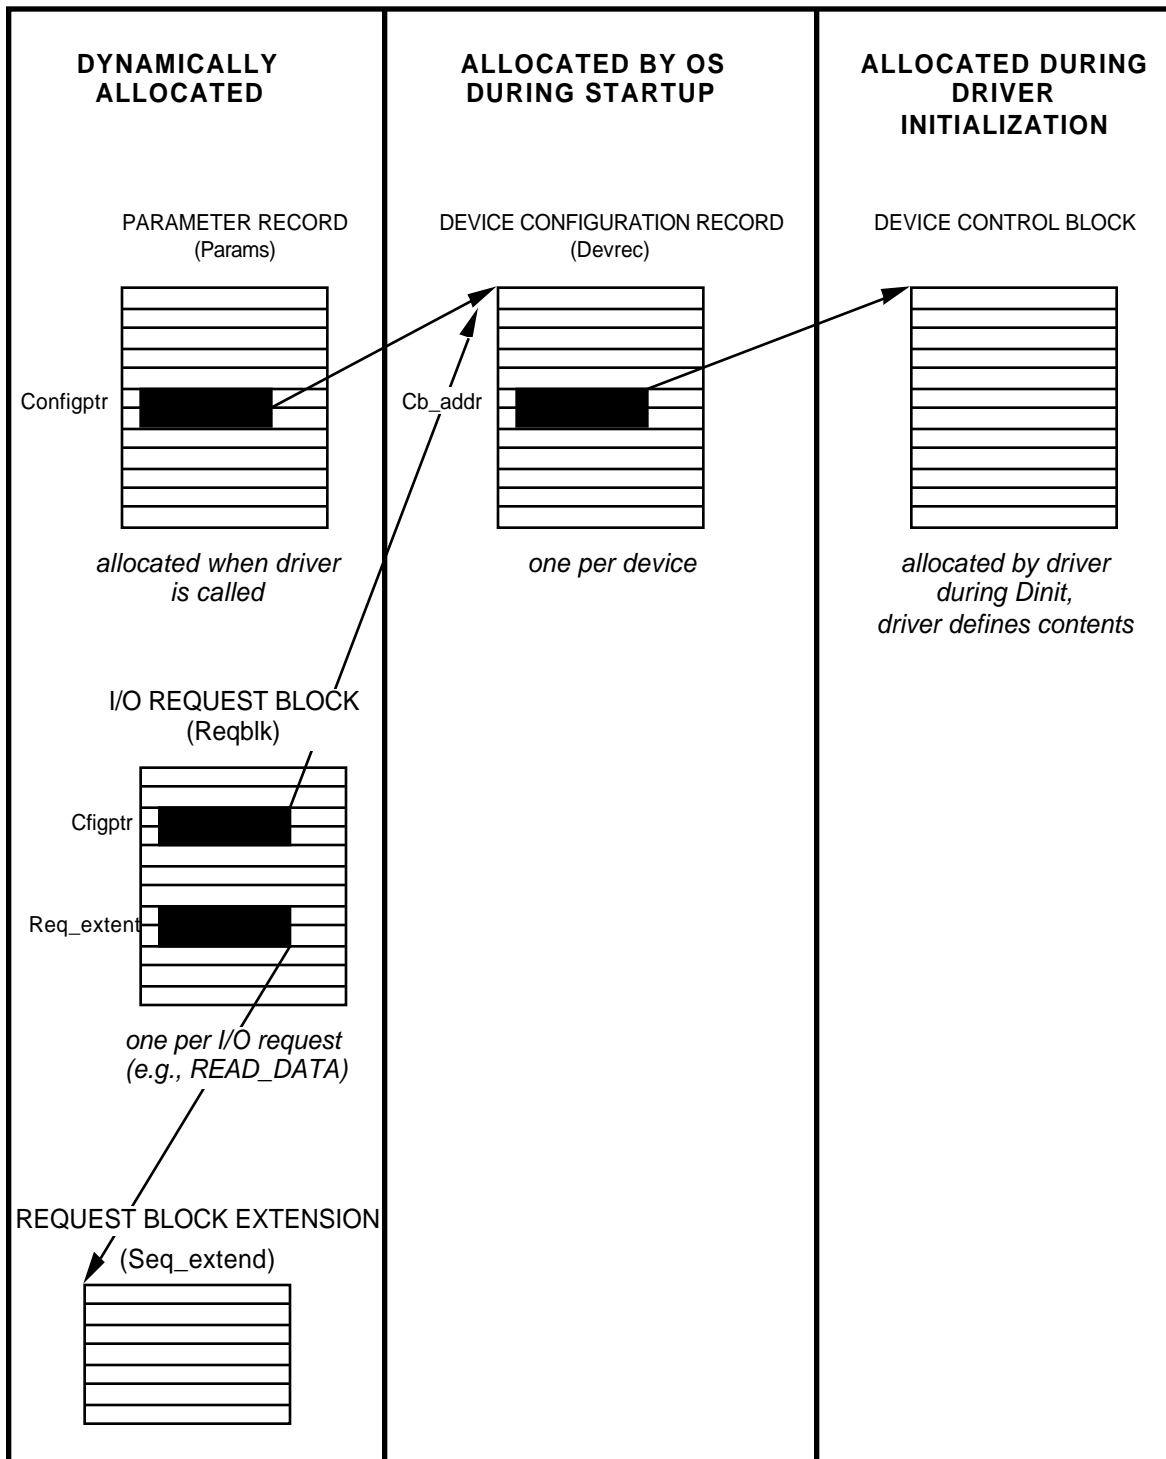 DYNAMICALLY
ALLOCATED
ALLOCATED BY OS
DURING STARTUP
ALLOCATED DURING
DRIVER
INITIALIZATION
PARAMETER RECORD
(Params)
DEVICE CONFIGURATION RECORD
(Devrec)
DEVICE CONTROL BLOCK
Configptr
Cb_addr
allocated when driver
is called
one per device
allocated by driver
during Dinit,
driver defines contents
I/O REQUEST BLOCK
(Reqblk)
Cfigptr
Req_extent
one per I/O request
(e.g., READ_DATA)
REQUEST BLOCK EXTENSION
(Seq_extend)